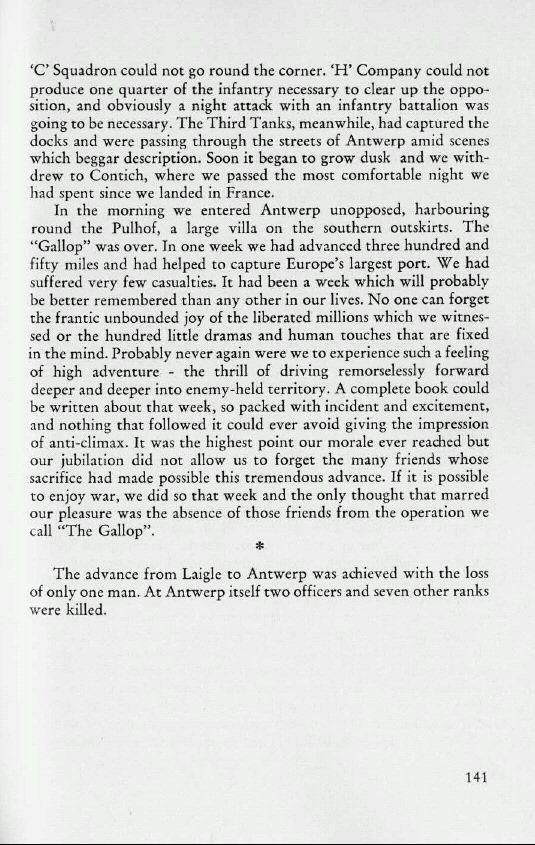 ‘C’ Squadron could not go round the corner. ‘H’ Company could not
produce one quarter of the infantry necessary to clear up the oppo-
sition, and obviously a night attack with an infantry battalion was
going to be necessary. The Third Tanks, meanwhile, had captured the
docks and were passing through the streets of Antwerp amid scenes
which beggar description. Soon it began to grow dusk and we with-
drew to Contich, where we passed the most comfortable night we
had spent since we landed in France.
In the morning we entered Antwerp unopposed, harbouring
round the Pulhof, a large villa on the southern outskirts. The
“Gallop” was over. In one week we had advanced three hundred and
fifty miles and had helped to capture Europe’s largest port. We had
suffered very few casualties. It had been a week which will probably
be better remembered than any other in our lives. No one can forget
the frantic unbounded joy of the liberated millions which we witnes-
sed or the hundred little dramas and human touches that are fixed
in the mind. Probably never again were we to experience such a feeling
of high adventure - the thrill of driving remorselessly forward
deeper and deeper into enemy-held territory. A complete book could
be written about that week, so packed with incident and excitement,
and nothing that followed it could ever avoid giving the impression
of anti-climax. It was the highest point our morale ever reached but
our jubilation did not allow us to forget the many friends whose
sacrifice had made possible this tremendous advance. If it is possible
to enjoy war, we did so that week and the only thought that marred
our pleasure was the absence of those friends from the operation we
call “The Gallop”.
*
The advance from Laigle to Antwerp was achieved with the loss
of only one man. At Antwerp itself two officers and seven other ranks
were killed.
141